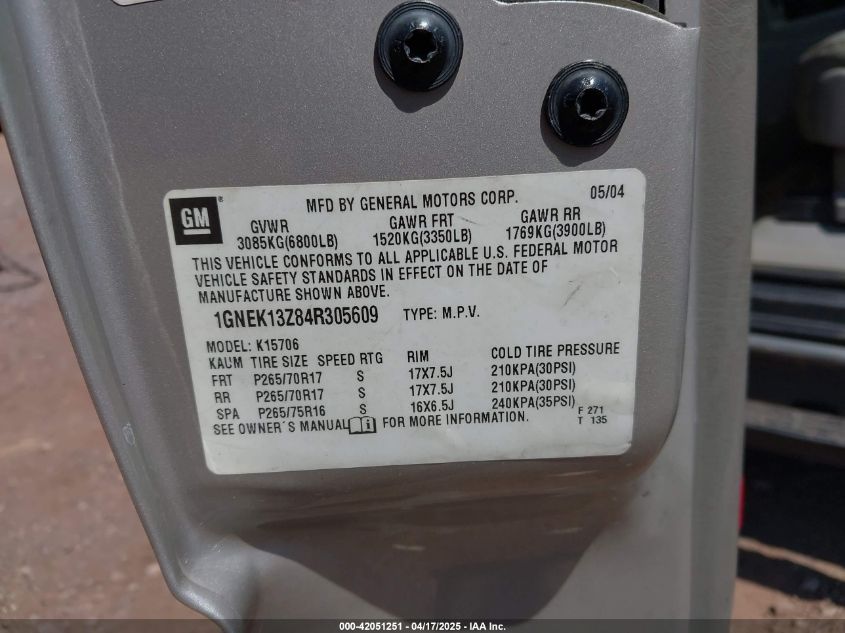 MFD BY GENERAL MOTORS CORP. 05/04
GM
GVWR GAWR FRT GAWR RR
3085KG(6800LB) 1520KG(3350LB) 1769KG(3900LB)
THIS VEHICLE CONFORMS TO ALL APPLICABLE U.S. FEDERAL MOTOR
VEHICLE SAFETY STANDARDS IN EFFECT ON THE DATE OF
MANUFACTURE SHOWN ABOVE.
1GNEK13Z84R305609 TYPE: M.P.V.
MODEL: K15706
KAUM TIRE SIZE SPEED RTG RIM COLD TIRE PRESSURE
FRT P265/70R17 S 17X7.5J 210KPA(30PSI)
RR P265/70R17 S 17X7.5J 210KPA(30PSI)
SPA P265/75R16 S 16X6.5J 240KPA(35PSI)
SEE OWNER´S MANUAL FOR MORE INFORMATION.
F 271
T 135
000-42051251 - 04/17/2025 - IAA Inc.